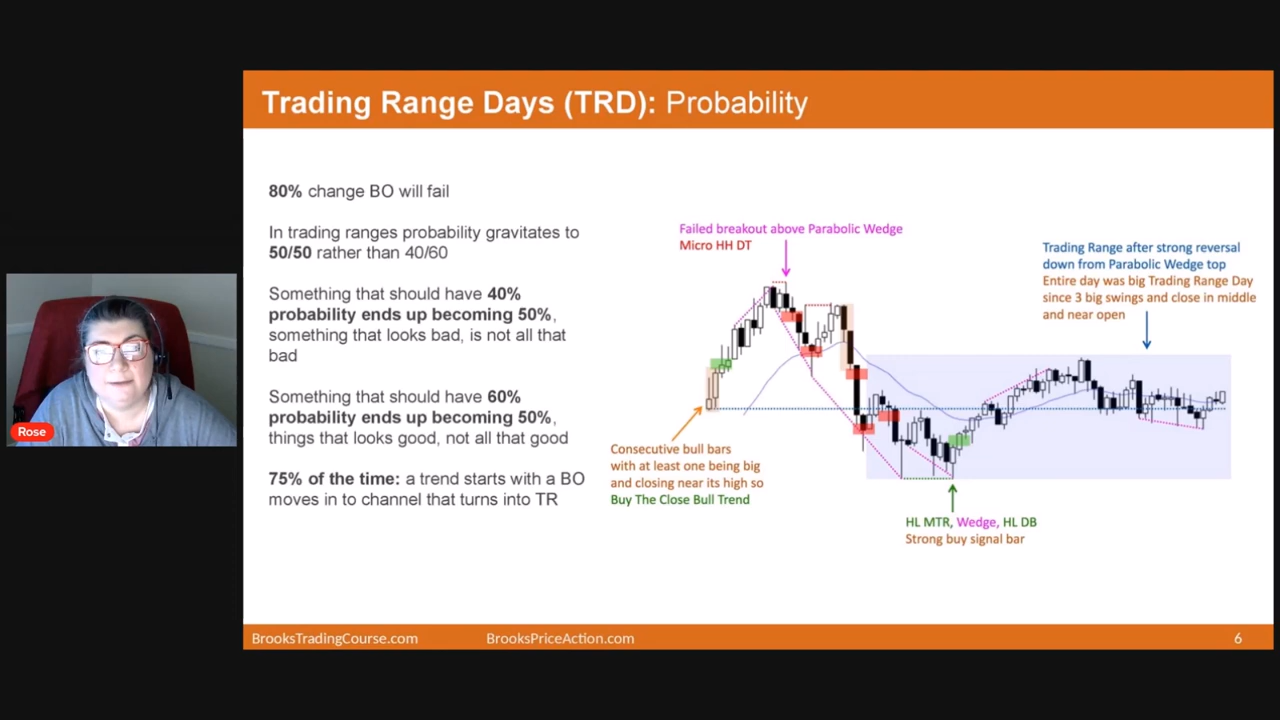 Trading Range Days (TRD): Probability
80% change BO will fail
In trading ranges probability gravitates to
50/50 rather than 40/60
Something that should have 40%
probability ends up becoming 50%,
something that looks bad, is not all that
bad
Something that should have 60%
probability ends up becoming 50%,
things that looks good, not all that good
75% of the time: a trend starts with a BO
moves in to channel that turns into TR
Failed breakout above Parabolic Wedge
Micro HH DT
Trading Range after strong reversal
down from Parabolic Wedge top
Entire day was big Trading Range Day
since 3 big swings and close in middle
and near open
Consecutive bull bars
with at least one being big
and closing near its high so
Buy The Close Bull Trend
HL MTR, Wedge, HL DB
Strong buy signal bar
Rose
BrooksTradingCourse.com
BrooksPriceAction.com
6